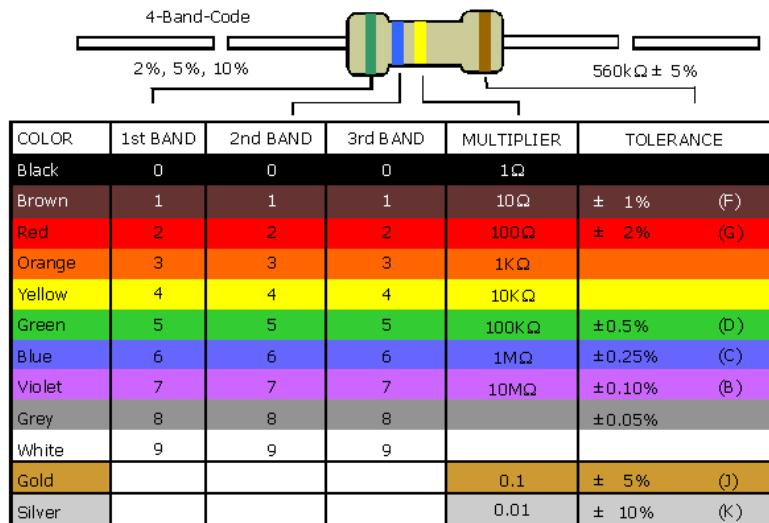 4-Band-Code
2%, 5%, 10%
560kΩ ± 5%
COLOR 1st BAND 2nd BAND 3rd BAND MULTIPLIER TOLERANCE
Black 0 0 0 1Ω
Brown 1 1 1 10Ω ± 1% (F)
Red 2 2 2 100Ω ± 2% (G)
Orange 3 3 3 1KΩ
Yellow 4 4 4 10KΩ
Green 5 5 5 100KΩ ±0.5% (D)
Blue 6 6 6 1MΩ ±0.25% (C)
Violet 7 7 7 10MΩ ±0.10% (B)
Grey 8 8 8 ±0.05%
White 9 9 9
Gold 0.1 ± 5% (J)
Silver 0.01 ± 10% (K)